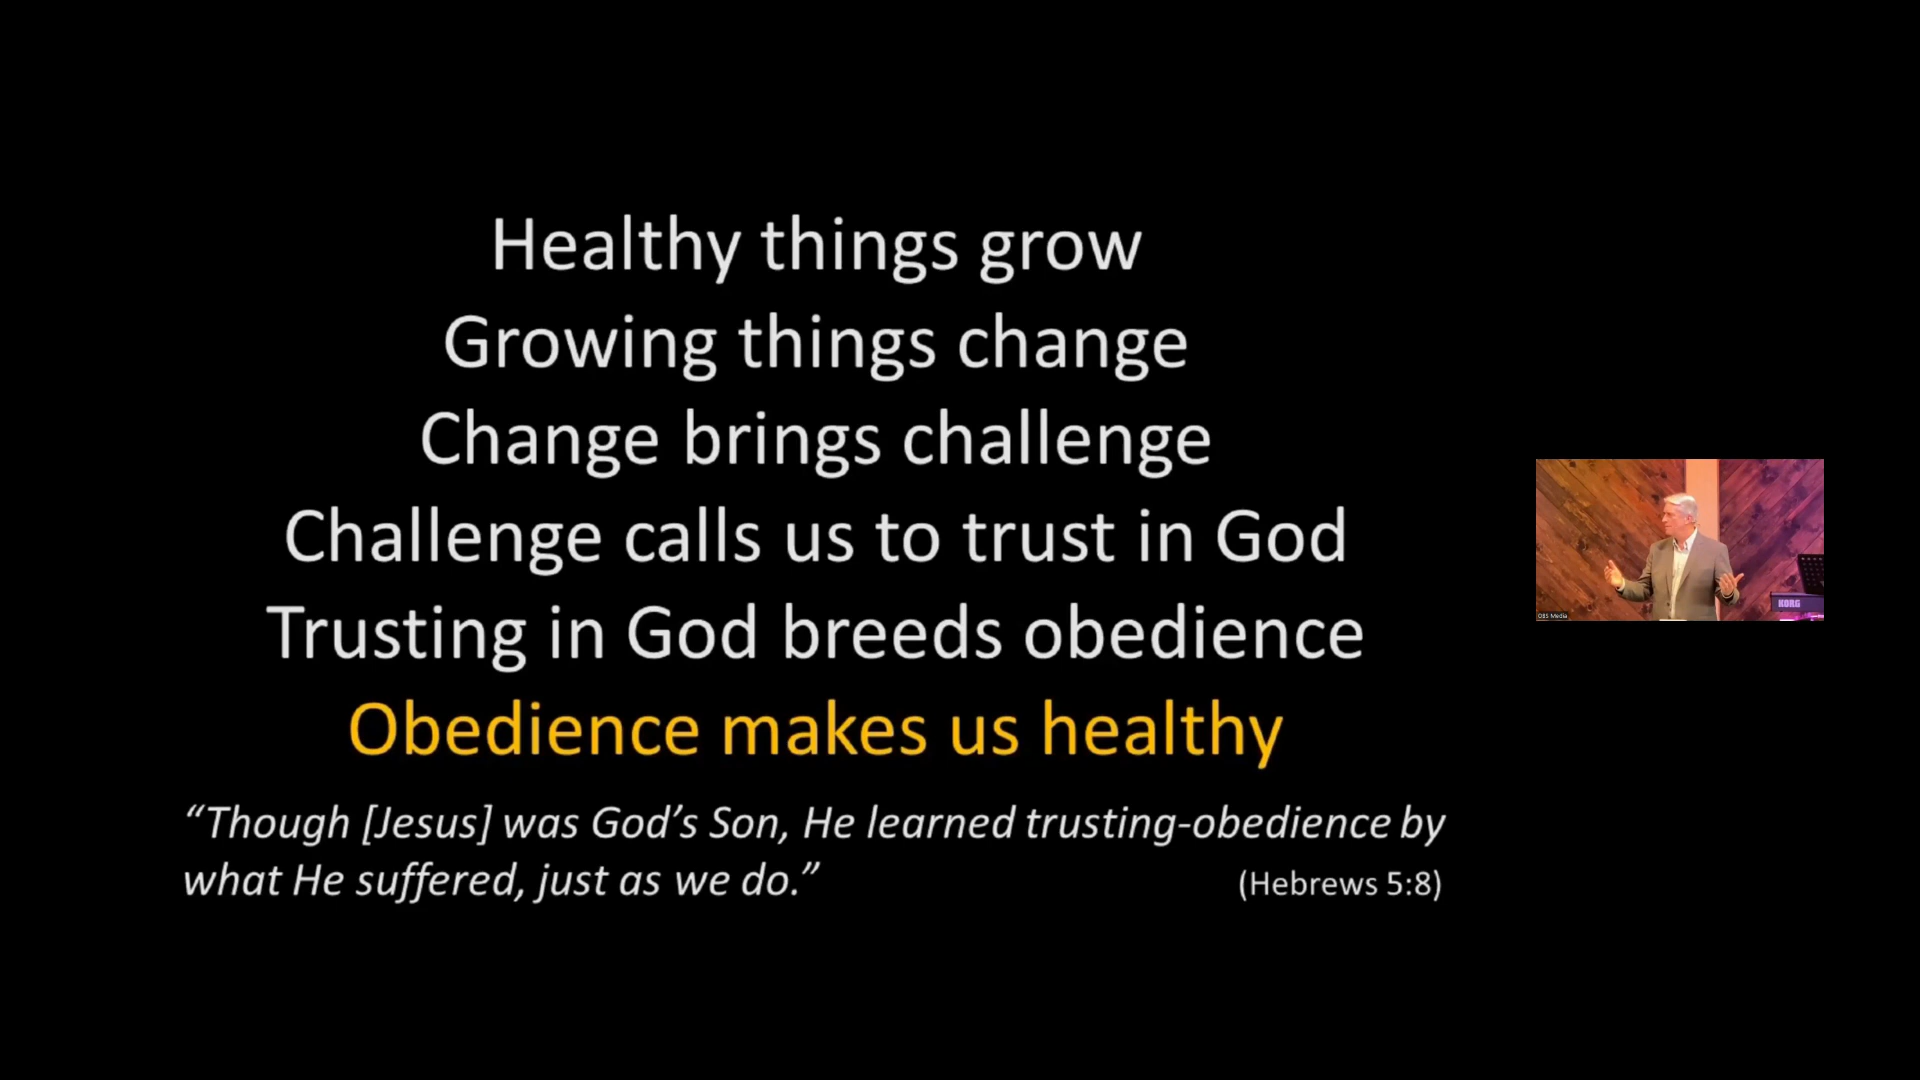 Healthy things grow
Growing things change
Change brings challenge
Challenge calls us to trust in God
Trusting in God breeds obedience
Obedience makes us healthy
“Though [Jesus] was God’s Son, He learned trusting-obedience by
what He suffered, just as we do.” (Hebrews 5:8)
KORG
DBS Media